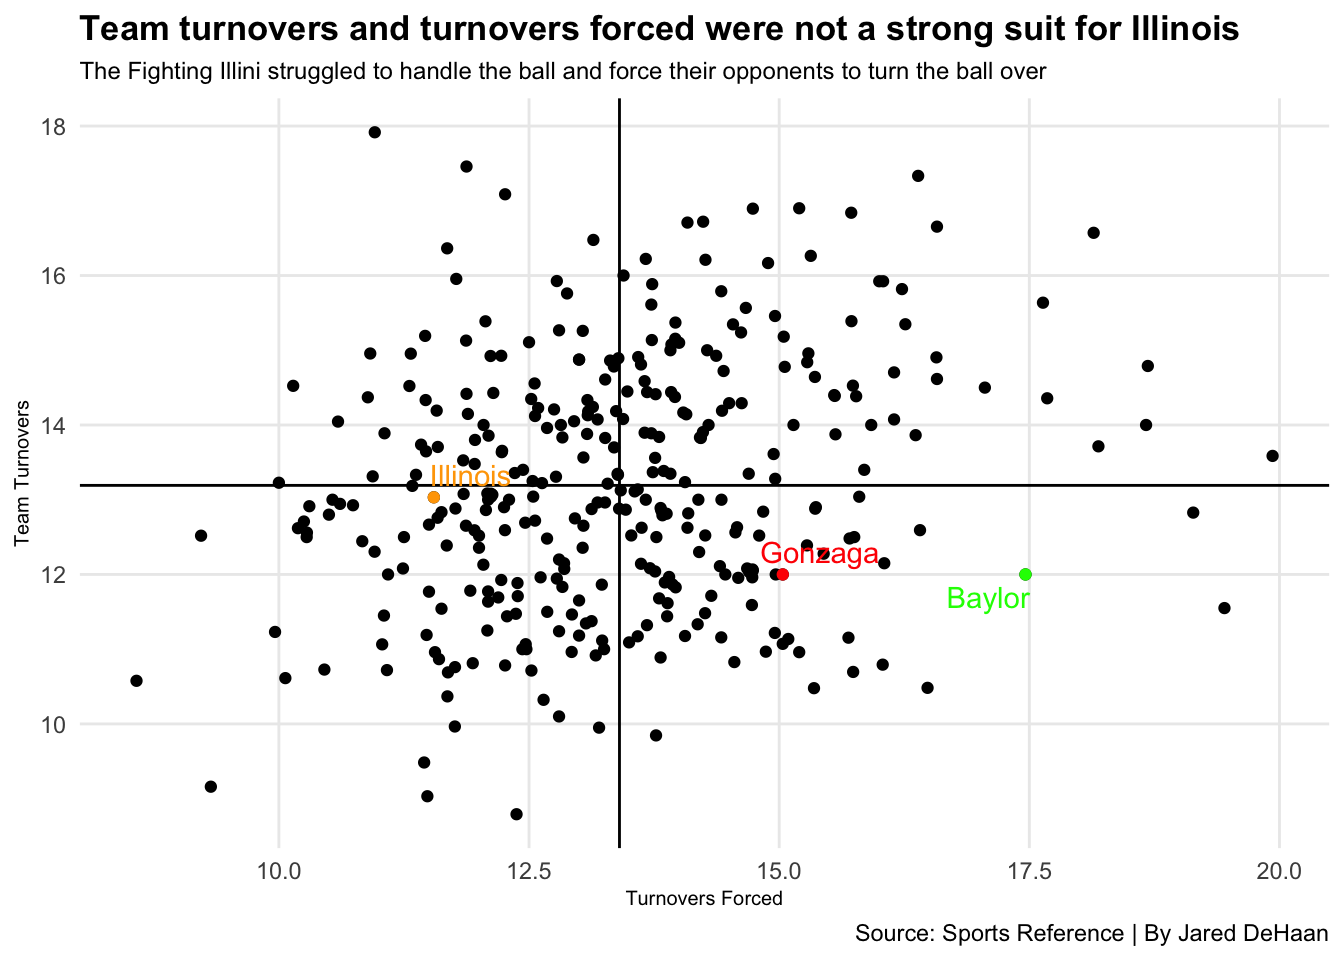 Team turnovers and turnovers forced were not a strong suit for Illinois
The Fighting Illini struggled to handle the ball and force their opponents to turn the ball over
18
16
14
12
10
Team Turnovers
Illinois
Gonzaga
Baylor
10.0 12.5 15.0 17.5 20.0
Turnovers Forced
Source: Sports Reference | By Jared DeHaan